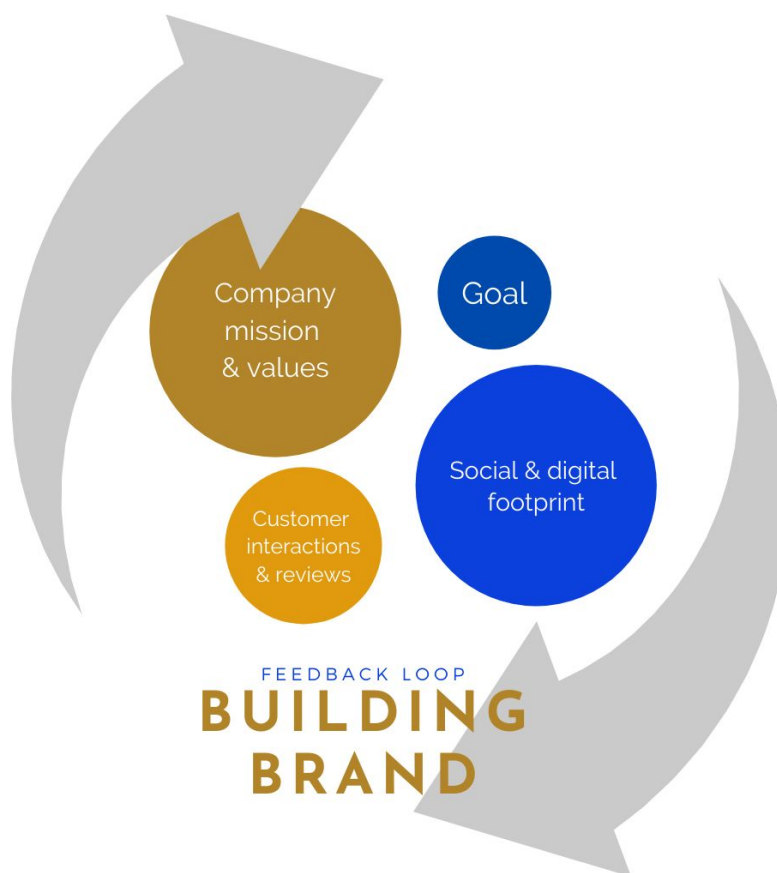 Company
mission
& values
Goal
Social & digital
footprint
Customer
interactions
& reviews
FEEDBACK LOOP
BUILDING
BRAND